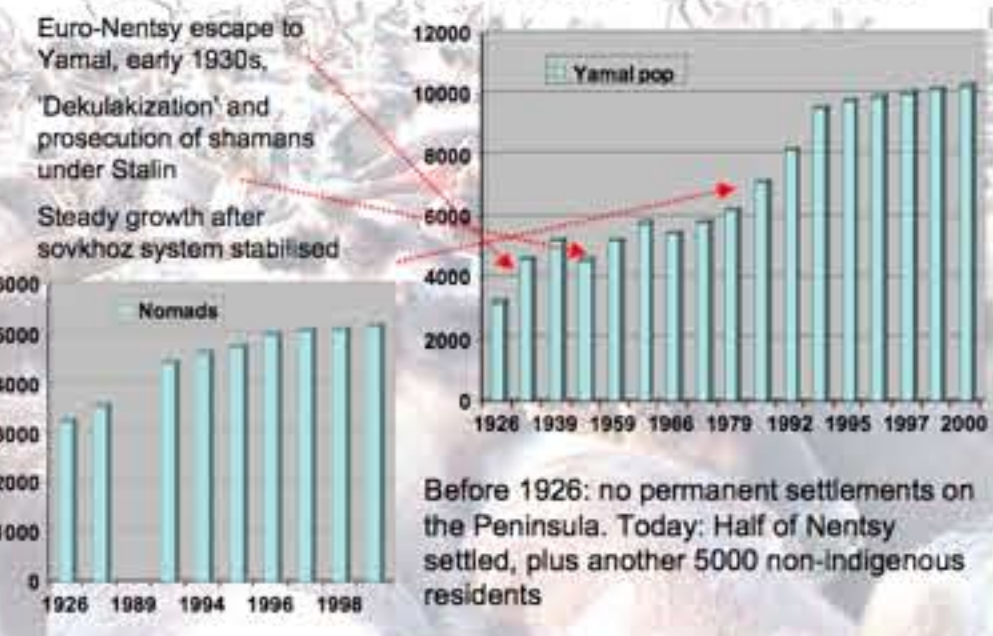 Euro-Nentsy escape to
Yamal, early 1930s,
'Dekulakization' and
prosecution of shamans
under Stalin
Steady growth after
sovkhoz system stabilised
12000
10000
8000
6000
4000
2000
0
Yamal pop
1926 1939 1959 1966 1979 1992 1995 1997 2000
6000
5000
4000
3000
2000
1000
0
Nomads
1926 1989 1994 1996 1998
Before 1926: no permanent settlements on
the Peninsula. Today: Half of Nentsy
settled, plus another 5000 non-indigenous
residents